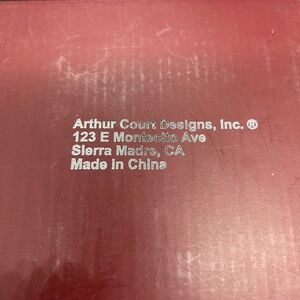 Arthur Court Designs, Inc. ®
123 E Montecito Ave
Sierra Madre, CA
Made in China